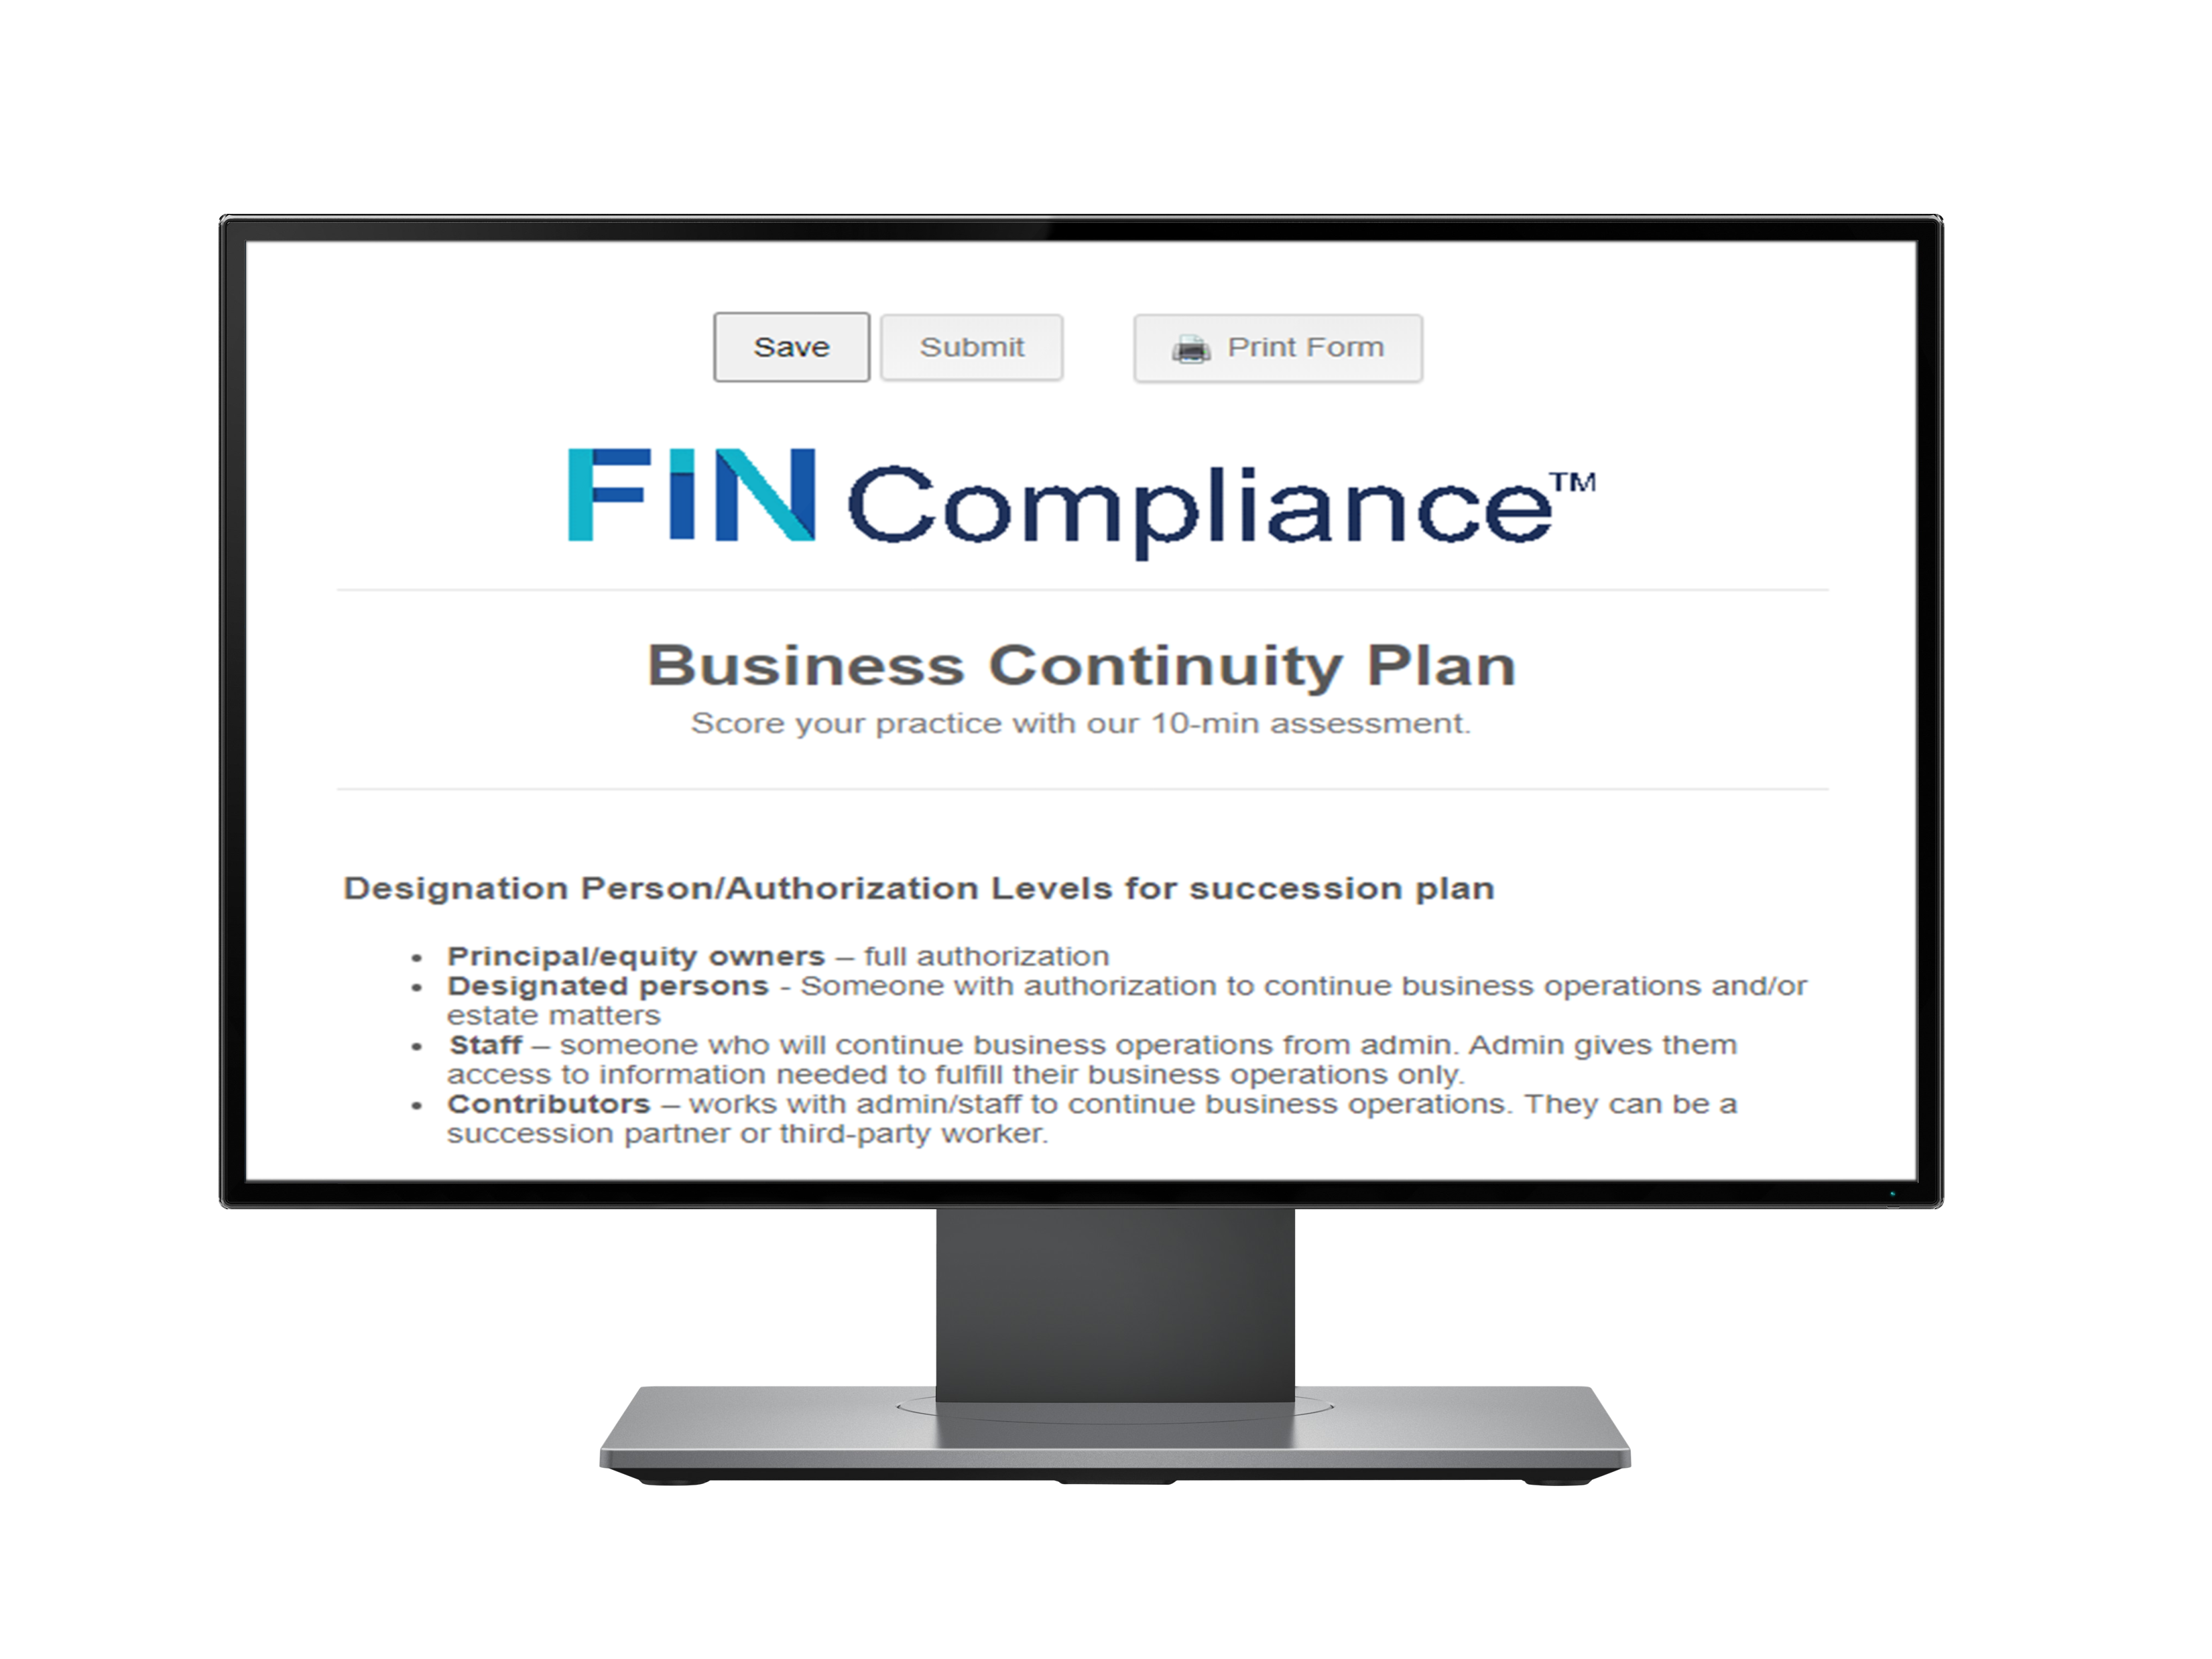 Save Submit Print Form
FIN Compliance™
Business Continuity Plan
Score your practice with our 10-min assessment.
Designation Person/Authorization Levels for succession plan
• Principal/equity owners – full authorization
• Designated persons - Someone with authorization to continue business operations and/or
estate matters
• Staff – someone who will continue business operations from admin. Admin gives them
access to information needed to fulfill their business operations only.
• Contributors – works with admin/staff to continue business operations. They can be a
succession partner or third-party worker.